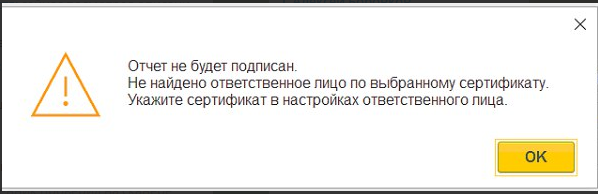 Отчет не будет подписан.
Не найдено ответственное лицо по выбранному сертификату.
Укажите сертификат в настройках ответственного лица.
OK